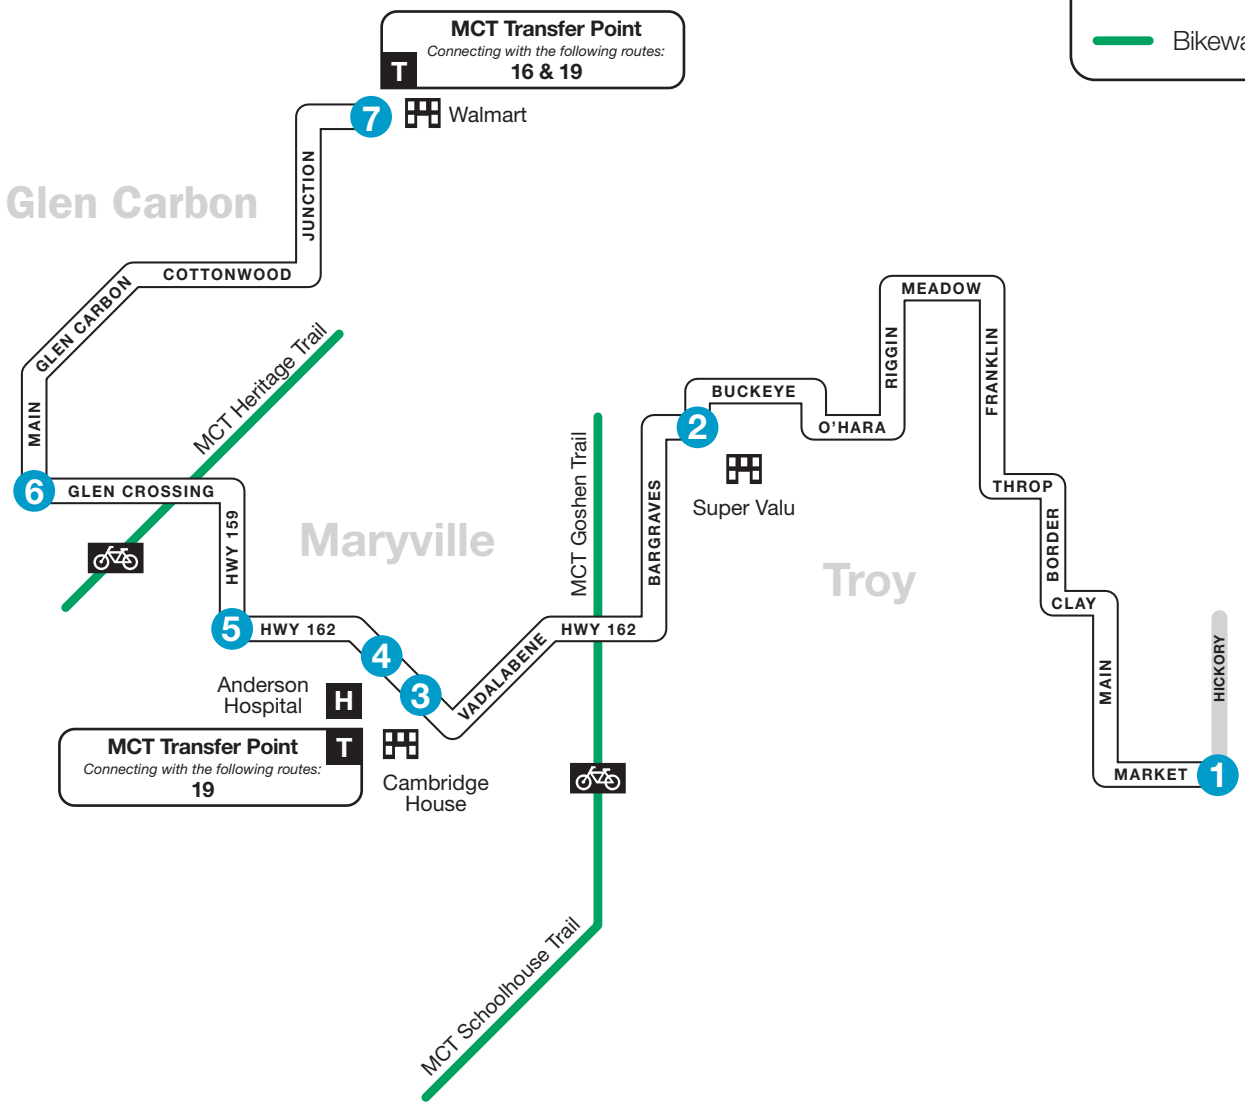 MCT Transfer Point
Connecting with the following routes:
16 & 19
T
Bikewa
7
Walmart
JUNCTION
Glen Carbon
COTTONWOOD
GLEN CARBON
MAIN
MCT Heritage Trail
6
GLEN CROSSING
HWY 159
Maryville
5
HWY 162
4
3
VADALABENE
HWY 162
MCT Goshen Trail
BARGRAVES
2
BUCKEYE
O'HARA
RIGGIN
MEADOW
FRANKLIN
Super Valu
Troy
THROP
BORDER
CLAY
MAIN
MARKET
1
HICKORY
Anderson
Hospital
H
MCT Transfer Point
Connecting with the following routes:
19
T
Cambridge
House
MCT Schoolhouse Trail